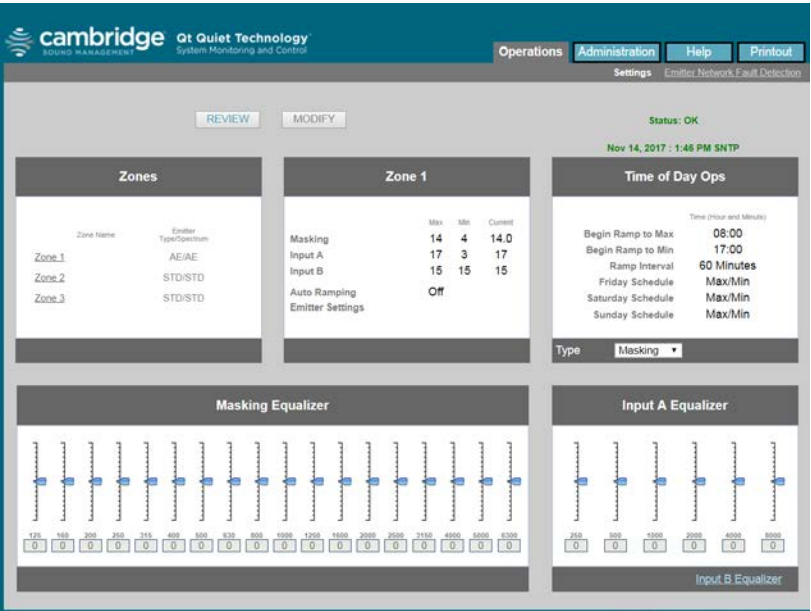 cambridge
SOUND MANAGEMENT
Qt Quiet Technology
System Monitoring and Control
Operations Administration Help Printout
Settings Emitter Network Fault Detection
REVIEW MODIFY
Status: OK
Nov 14, 2017 : 1:46 PM SNTP
Zones
Zone Name Emitter Type/Spectrum
Zone 1 AE/AE
Zone 2 STD/STD
Zone 3 STD/STD
Zone 1
Max Min Current
Masking 14 4 14.0
Input A 17 3 17
Input B 15 15 15
Auto Ramping Off
Emitter Settings
Time of Day Ops
Time (Hour and Minute)
Begin Ramp to Max 08:00
Begin Ramp to Min 17:00
Ramp Interval 60 Minutes
Friday Schedule Max/Min
Saturday Schedule Max/Min
Sunday Schedule Max/Min
Type Masking
Masking Equalizer
125 160 200 250 315 400 500 630 800 1000 1250 1600 2000 2500 3150 4000 5000 6300
0 0 0 0 0 0 0 0 0 0 0 0 0 0 0 0 0 0
Input A Equalizer
250 500 1000 2000 4000 8000
0 0 0 0 0 0
Input B Equalizer